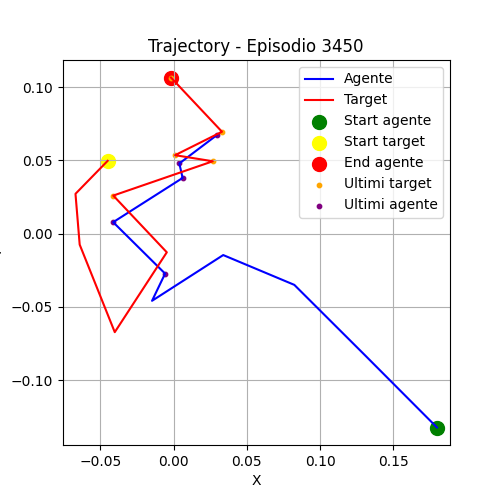 Trajectory - Episodio 3450
Agente
Target
Start agente
Start target
End agente
Ultimi target
Ultimi agente
0.10
0.05
0.00
−0.05
−0.10
−0.05
0.00
0.05
0.10
0.15
X